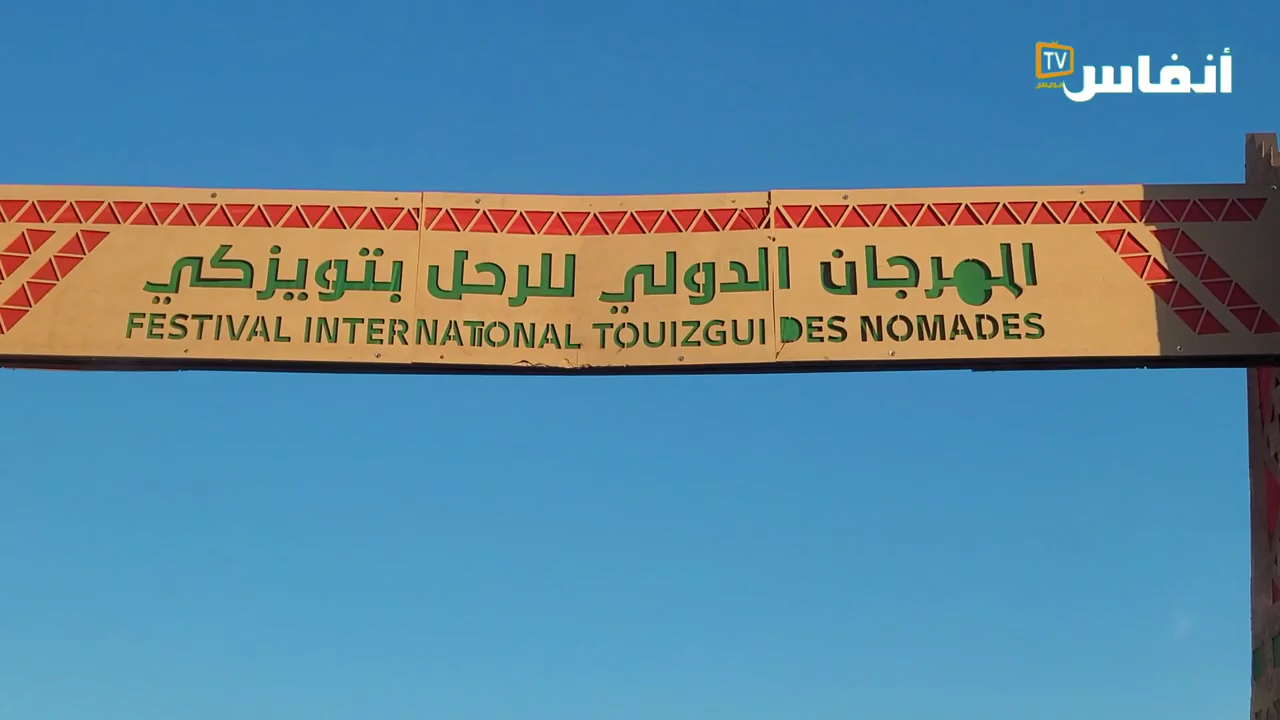 أنفاس
TV
المهرجان الدولي للرحل بتويزكي
FESTIVAL INTERNATIONAL TOUIZGUI DES NOMADES